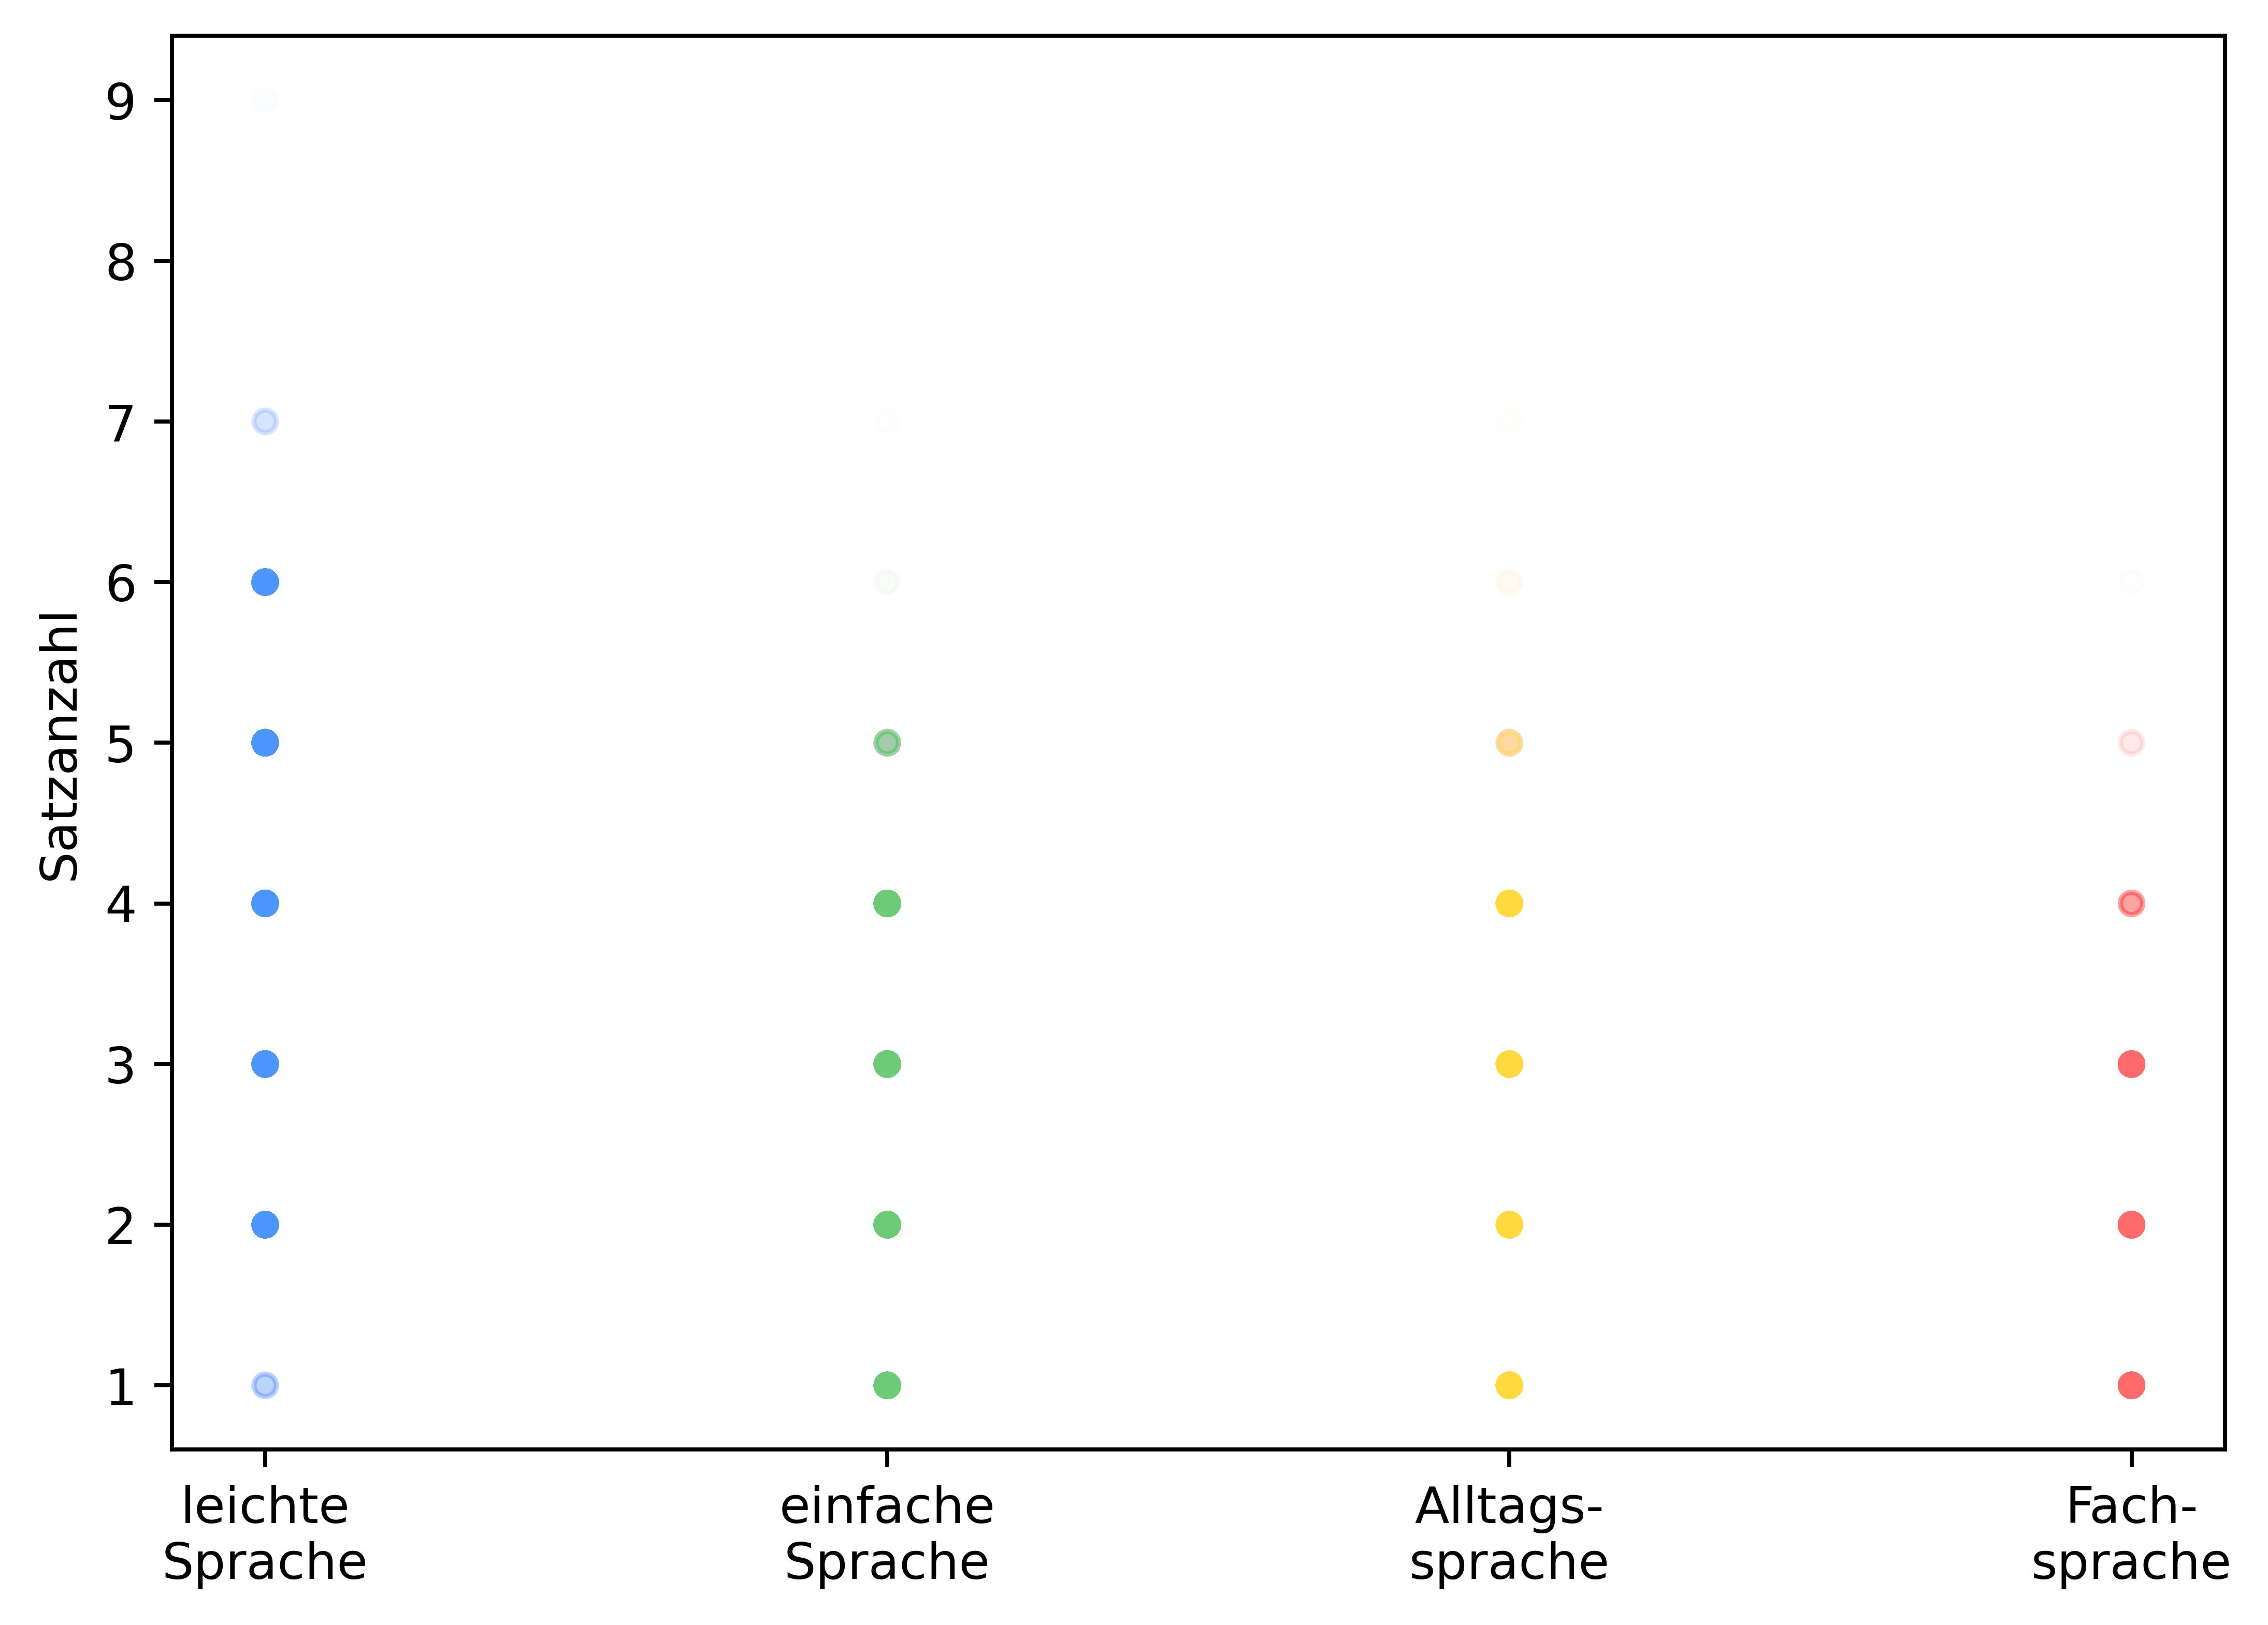 Satzanzahl
9
8
7
6
5
4
3
2
1
leichte
Sprache
einfache
Sprache
Alltags-
sprache
Fach-
sprache